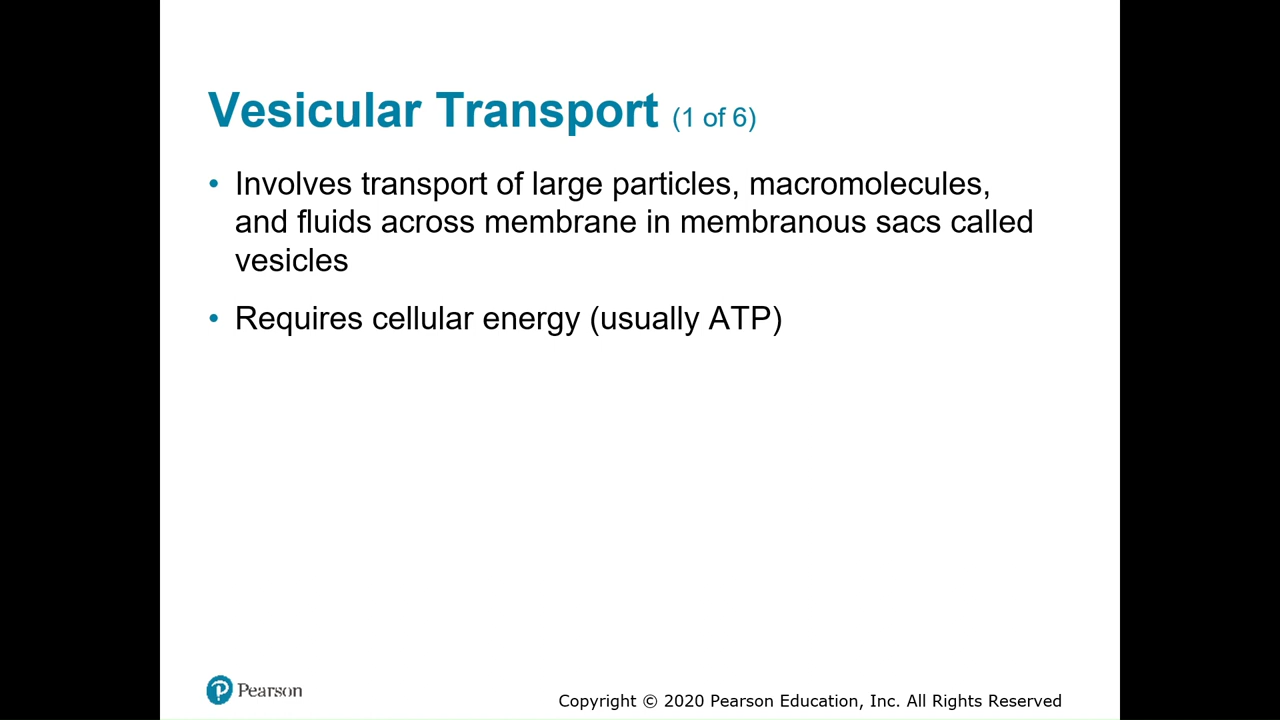 Vesicular Transport (1 of 6)
• Involves transport of large particles, macromolecules,
and fluids across membrane in membranous sacs called
vesicles
• Requires cellular energy (usually ATP)
P Pearson
Copyright © 2020 Pearson Education, Inc. All Rights Reserved